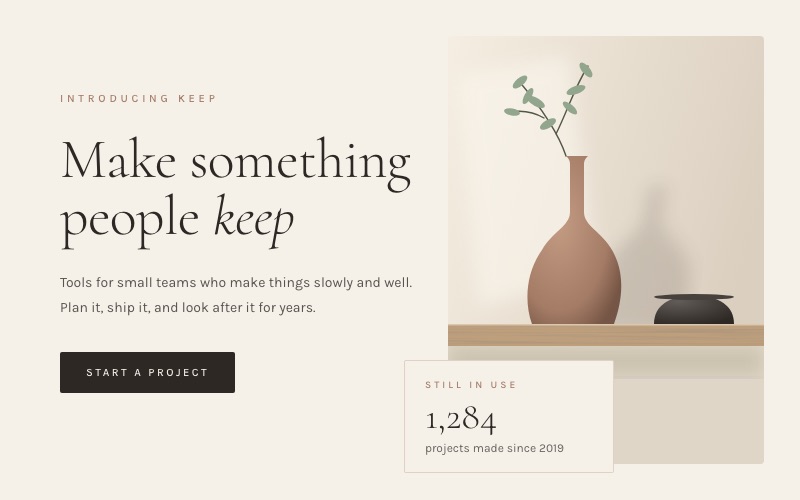 INTRODUCING KEEP
Make something
people keep
Tools for small teams who make things slowly and well.
Plan it, ship it, and look after it for years.
START A PROJECT
STILL IN USE
1,284
projects made since 2019